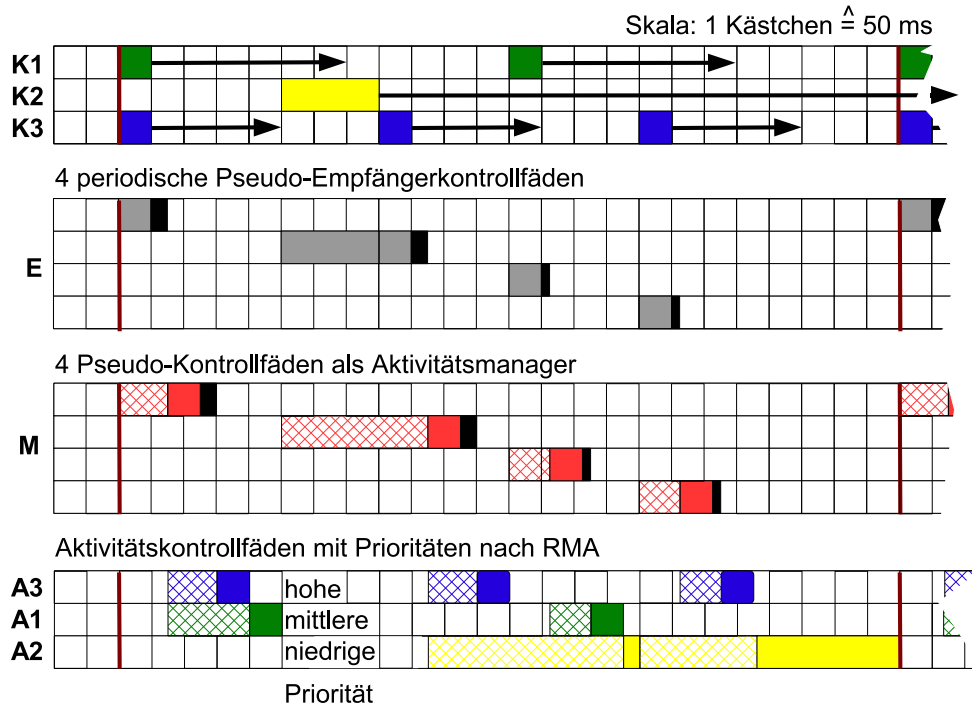 Skala: 1 Kästchen ≙ 50 ms
K1
K2
K3
4 periodische Pseudo-Empfängerkontrollfäden
E
4 Pseudo-Kontrollfäden als Aktivitätsmanager
M
Aktivitätskontrollfäden mit Prioritäten nach RMA
A3 hohe
A1 mittlere
A2 niedrige
Priorität